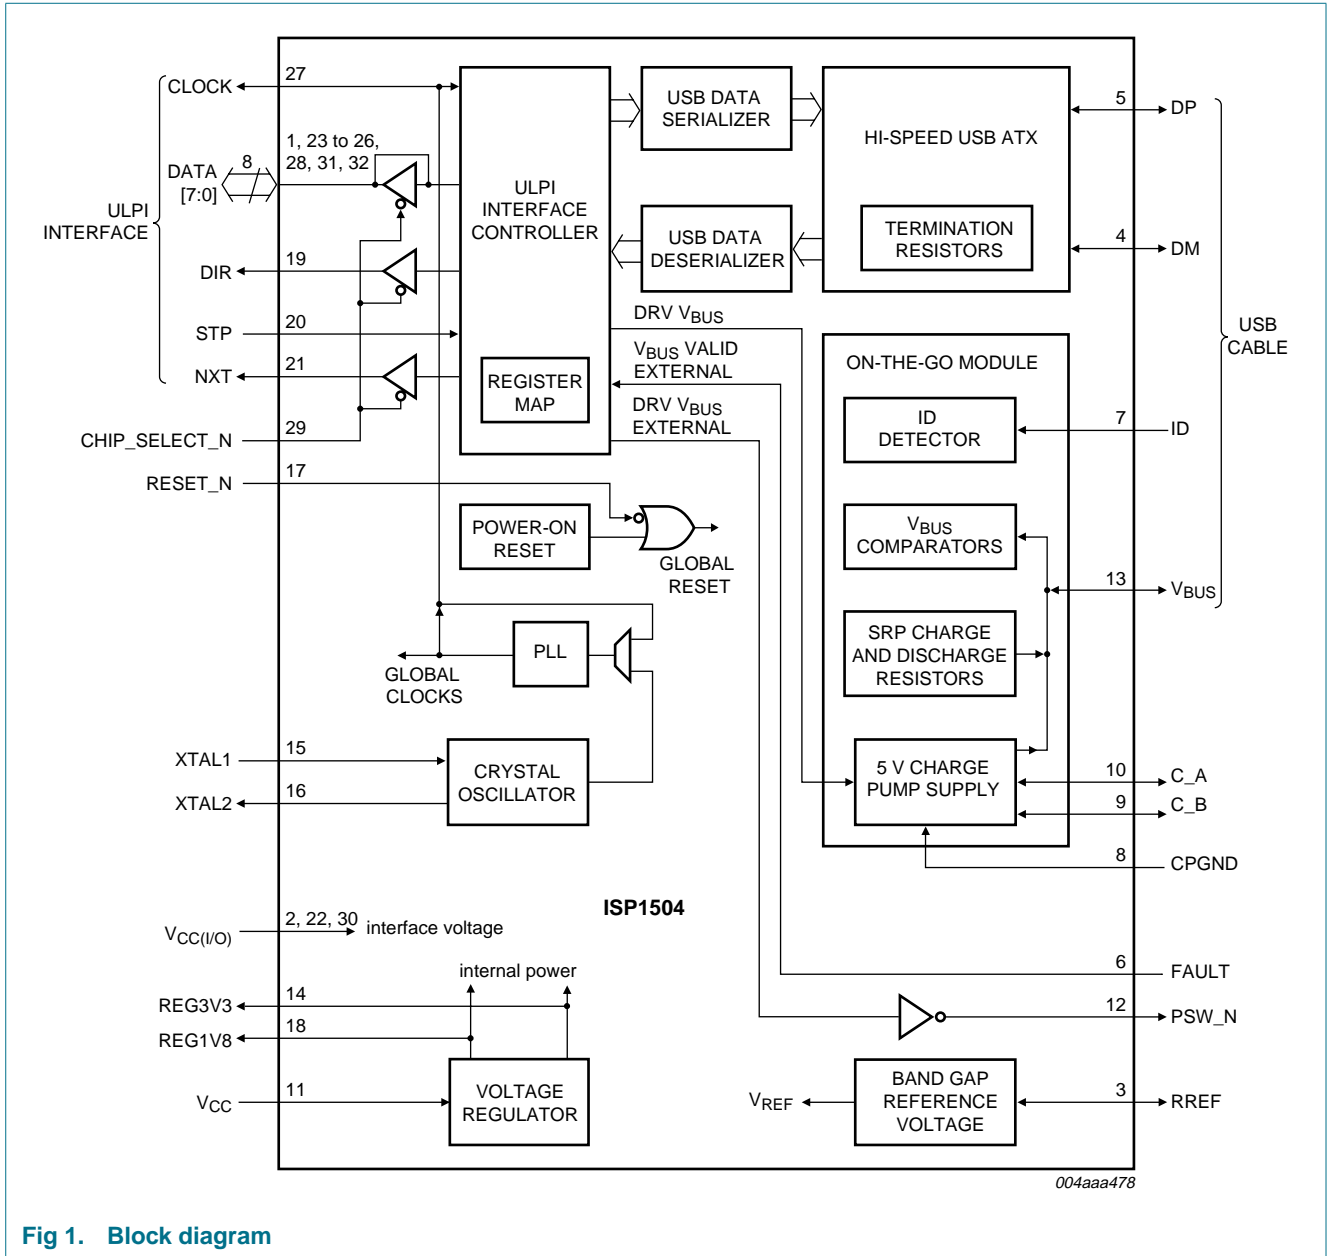 CLOCK
27
1, 23 to 26,
28, 31, 32
8
DATA
[7:0]
ULPI
INTERFACE
DIR
19
STP
20
NXT
21
CHIP_SELECT_N
29
RESET_N
17
ULPI
INTERFACE
CONTROLLER
REGISTER
MAP
USB DATA
SERIALIZER
USB DATA
DESERIALIZER
HI-SPEED USB ATX
TERMINATION
RESISTORS
5
DP
4
DM
USB
CABLE
DRV VBUS
VBUS VALID
EXTERNAL
DRV VBUS
EXTERNAL
ON-THE-GO MODULE
ID
DETECTOR
7
ID
VBUS
COMPARATORS
13
VBUS
SRP CHARGE
AND DISCHARGE
RESISTORS
5 V CHARGE
PUMP SUPPLY
10
C_A
9
C_B
8
CPGND
POWER-ON
RESET
GLOBAL
RESET
PLL
GLOBAL
CLOCKS
XTAL1
15
XTAL2
16
CRYSTAL
OSCILLATOR
ISP1504
VCC(I/O)
2, 22, 30
interface voltage
internal power
REG3V3
14
REG1V8
18
VCC
11
VOLTAGE
REGULATOR
6
FAULT
12
PSW_N
VREF
BAND GAP
REFERENCE
VOLTAGE
3
RREF
004aaa478
Fig 1. Block diagram